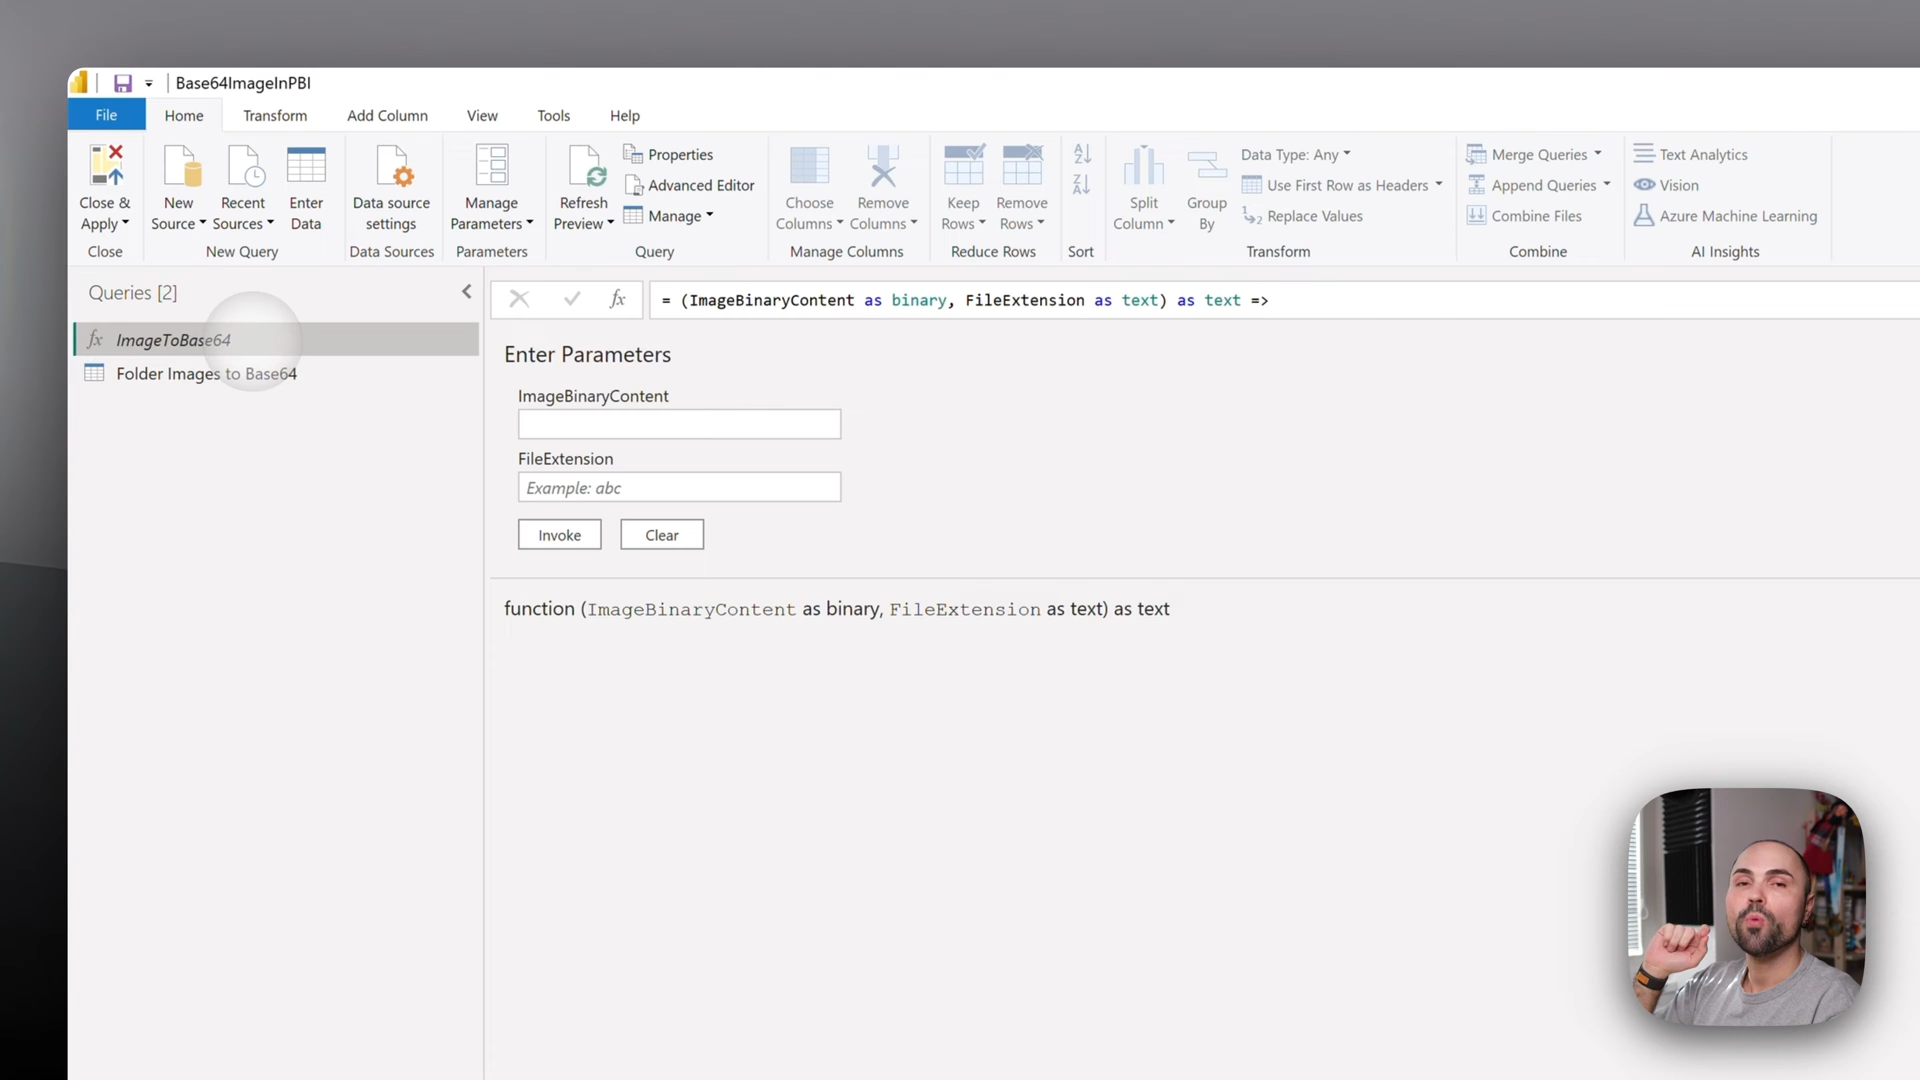 Base64ImageInPBI
File Home Transform Add Column View Tools Help
Close & Apply
New Source
Recent Sources
Enter Data
Data source settings
Manage Parameters
Refresh Preview
Properties
Advanced Editor
Manage
Choose Columns
Remove Columns
Keep Rows
Remove Rows
A Z
Z A
Split Column
Group By
Data Type: Any
Use First Row as Headers
1 2 Replace Values
Merge Queries
Append Queries
Combine Files
Text Analytics
Vision
Azure Machine Learning
Close New Query Data Sources Parameters Query Manage Columns Reduce Rows Sort Transform Combine AI Insights
Queries [2]
fx ImageToBase64
Folder Images to Base64
fx = (ImageBinaryContent as binary, FileExtension as text) as text =>
Enter Parameters
ImageBinaryContent
FileExtension
Example: abc
Invoke Clear
function (ImageBinaryContent as binary, FileExtension as text) as text